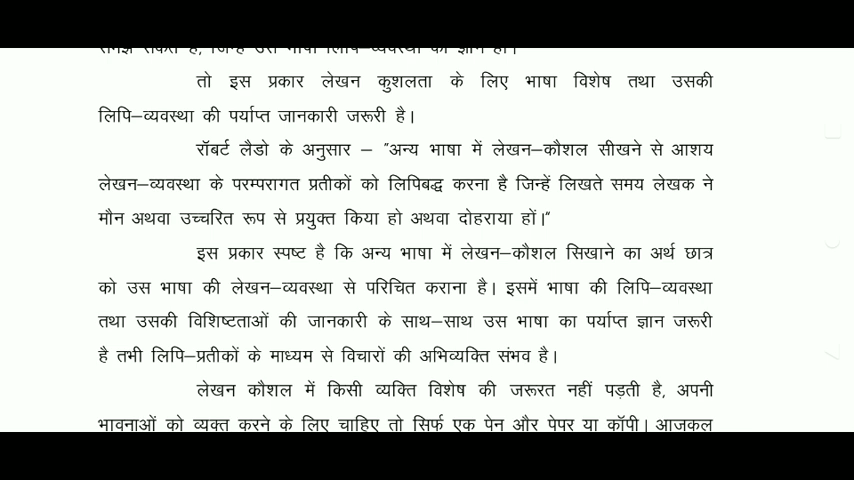 तो इस प्रकार लेखन कुशलता के लिए भाषा विशेष तथा उसकी
लिपि–व्यवस्था की पर्याप्त जानकारी जरूरी है।
रॉबर्ट लैडो के अनुसार – "अन्य भाषा में लेखन–कौशल सीखने से आशय
लेखन–व्यवस्था के परम्परागत प्रतीकों को लिपिबद्ध करना है जिन्हें लिखते समय लेखक ने
मौन अथवा उच्चरित रूप से प्रयुक्त किया हो अथवा दोहराया हों।"
इस प्रकार स्पष्ट है कि अन्य भाषा में लेखन–कौशल सिखाने का अर्थ छात्र
को उस भाषा की लेखन–व्यवस्था से परिचित कराना है। इसमें भाषा की लिपि–व्यवस्था
तथा उसकी विशिष्टताओं की जानकारी के साथ–साथ उस भाषा का पर्याप्त ज्ञान जरूरी
है तभी लिपि–प्रतीकों के माध्यम से विचारों की अभिव्यक्ति संभव है।
लेखन कौशल में किसी व्यक्ति विशेष की जरूरत नहीं पड़ती है, अपनी
भावनाओं को व्यक्त करने के लिए चाहिए तो सिर्फ एक पेन और पेपर या कॉपी। आजकल